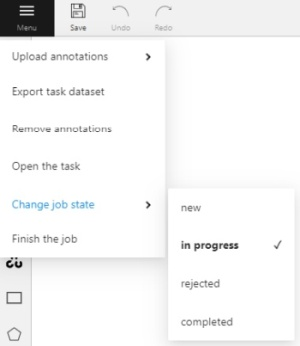 Menu
Save
Undo
Redo
Upload annotations
Export task dataset
Remove annotations
Open the task
Change job state
Finish the job
new
in progress
rejected
completed